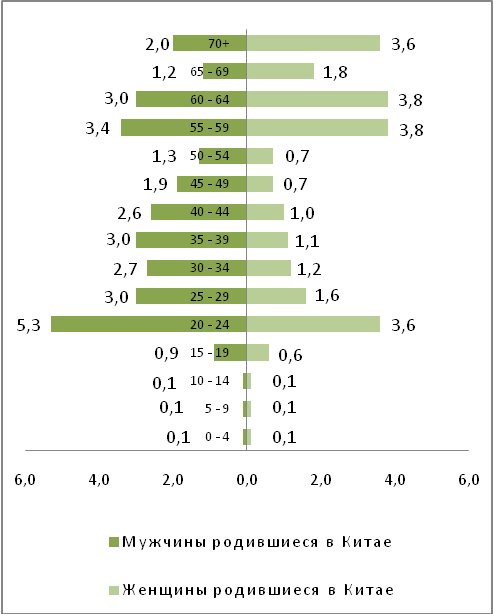 2,0 70+ 3,6
1,2 65 - 69 1,8
3,0 60 - 64 3,8
3,4 55 - 59 3,8
1,3 50 - 54 0,7
1,9 45 - 49 0,7
2,6 40 - 44 1,0
3,0 35 - 39 1,1
2,7 30 - 34 1,2
3,0 25 - 29 1,6
5,3 20 - 24 3,6
0,9 15 - 19 0,6
0,1 10 - 14 0,1
0,1 5 - 9 0,1
0,1 0 - 4 0,1
6,0 4,0 2,0 0,0 2,0 4,0 6,0
Мужчины родившиеся в Китае
Женщины родившиеся в Китае